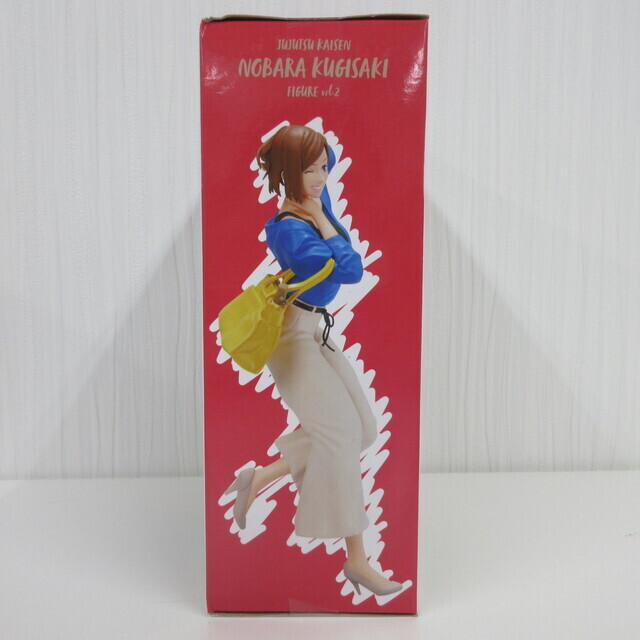 JUJUTSU KAISEN
NOBARA KUGISAKI
FIGURE vol.2